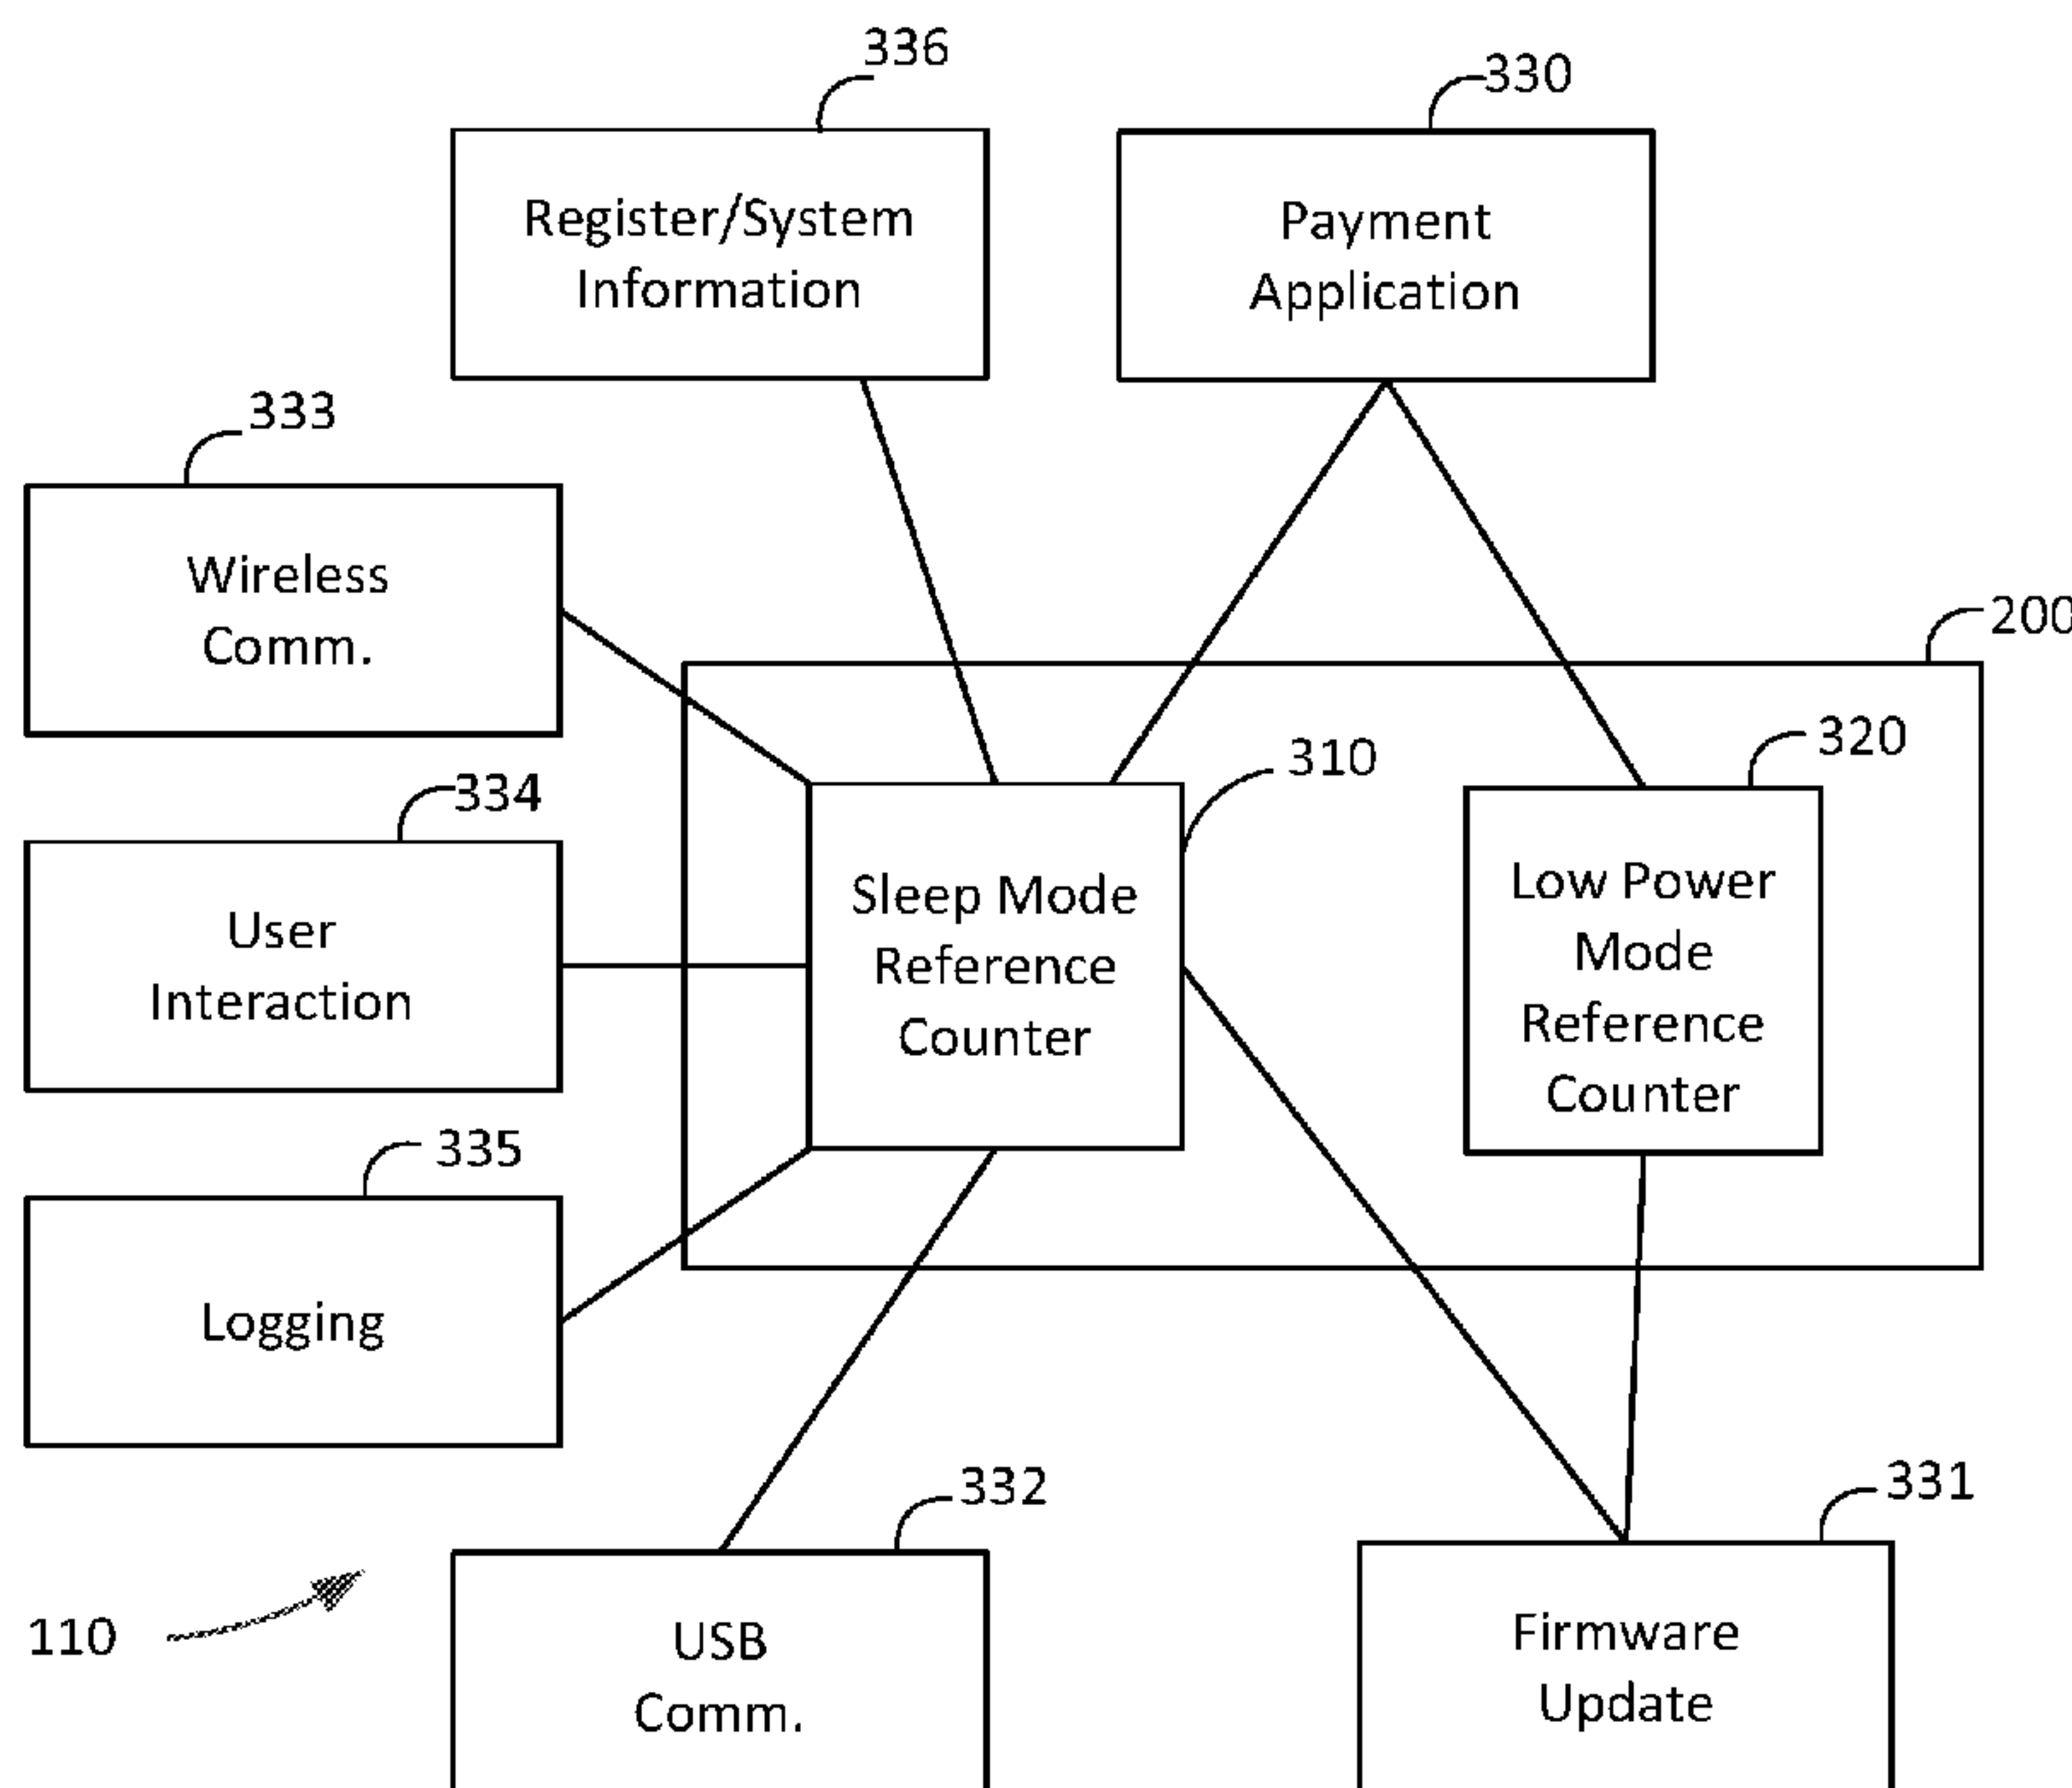 336
330
Register/System
Information
Payment
Application
333
Wireless
Comm.
200
320
310
334
User
Interaction
Sleep Mode
Reference
Counter
Low Power
Mode
Reference
Counter
335
Logging
332
331
110
USB
Comm.
Firmware
Update